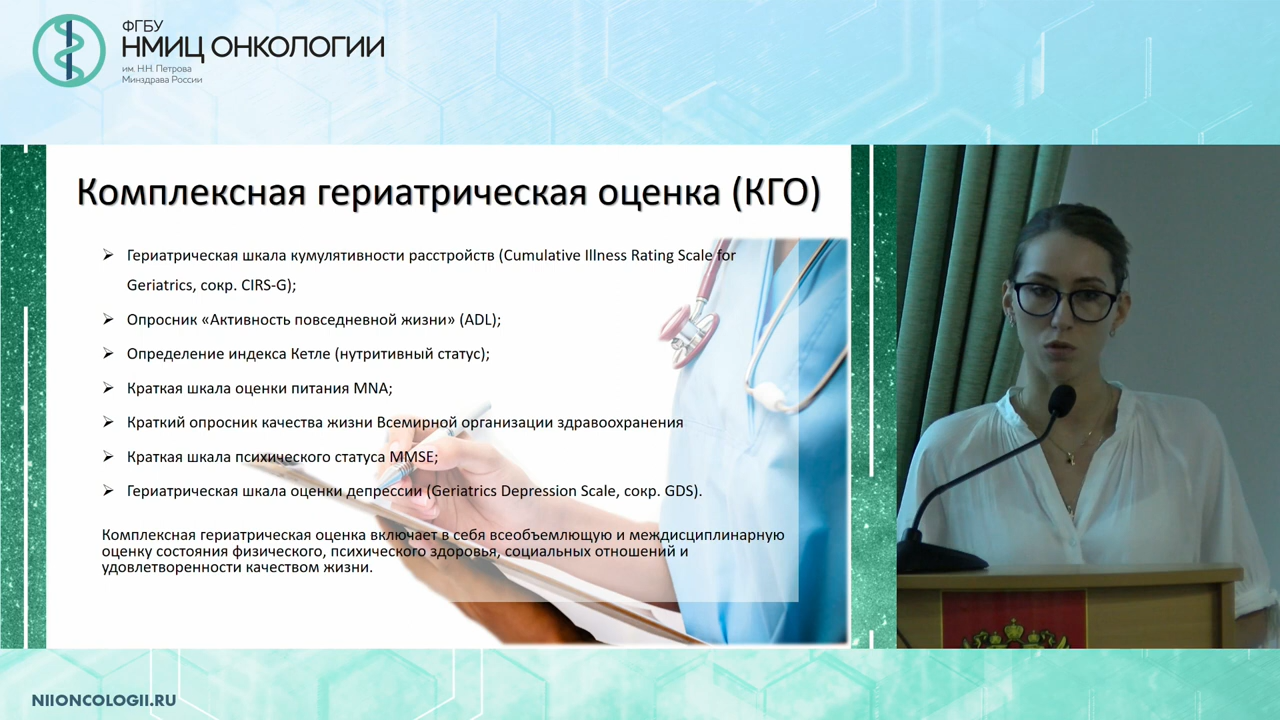 ФГБУ
НМИЦ ОНКОЛОГИИ
им. Н.Н. Петрова
Минздрава России
Комплексная гериатрическая оценка (КГО)
Гериатрическая шкала кумулятивности расстройств (Cumulative Illness Rating Scale for
Geriatrics, сокр. CIRS-G);
Опросник «Активность повседневной жизни» (ADL);
Определение индекса Кетле (нутритивный статус);
Краткая шкала оценки питания MNA;
Краткий опросник качества жизни Всемирной организации здравоохранения
Краткая шкала психического статуса MMSE;
Гериатрическая шкала оценки депрессии (Geriatrics Depression Scale, сокр. GDS).
Комплексная гериатрическая оценка включает в себя всеобъемлющую и междисциплинарную
оценку состояния физического, психического здоровья, социальных отношений и
удовлетворенности качеством жизни.
NIIONCOLOGII.RU